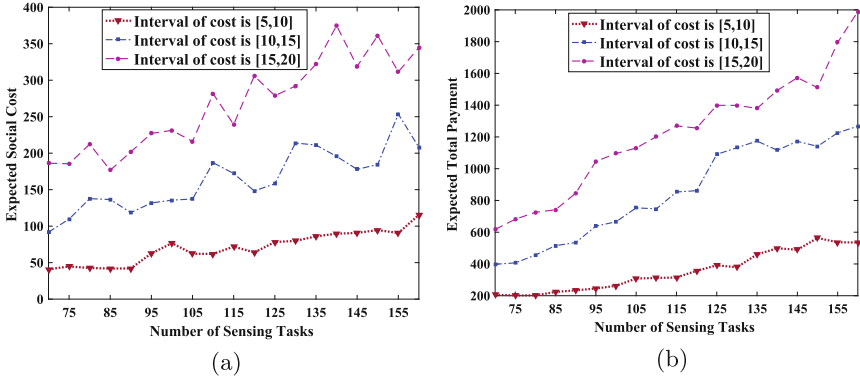 400
350
300
250
200
150
100
50
0
Expected Social Cost
Interval of cost is [5,10]
Interval of cost is [10,15]
Interval of cost is [15,20]
75 85 95 105 115 125 135 145 155
Number of Sensing Tasks
(a)
2000
1800
1600
1400
1200
1000
800
600
400
200
Expected Total Payment
Interval of cost is [5,10]
Interval of cost is [10,15]
Interval of cost is [15,20]
75 85 95 105 115 125 135 145 155
Number of Sensing Tasks
(b)